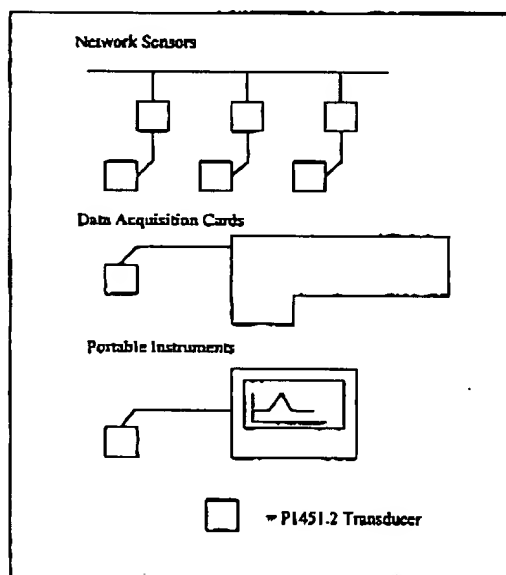 Network Sensors
Data Acquisition Cards
Portable Instruments
= P1451.2 Transducer